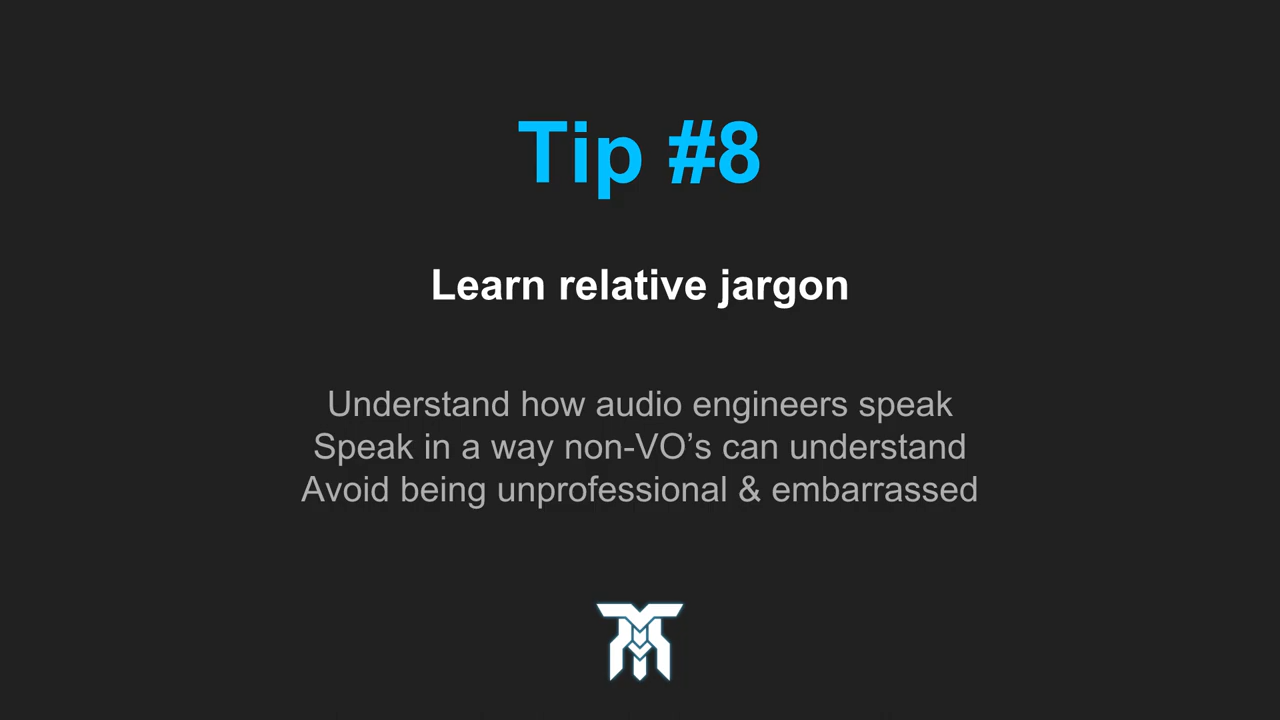 Tip #8
Learn relative jargon
Understand how audio engineers speak
Speak in a way non-VO’s can understand
Avoid being unprofessional & embarrassed